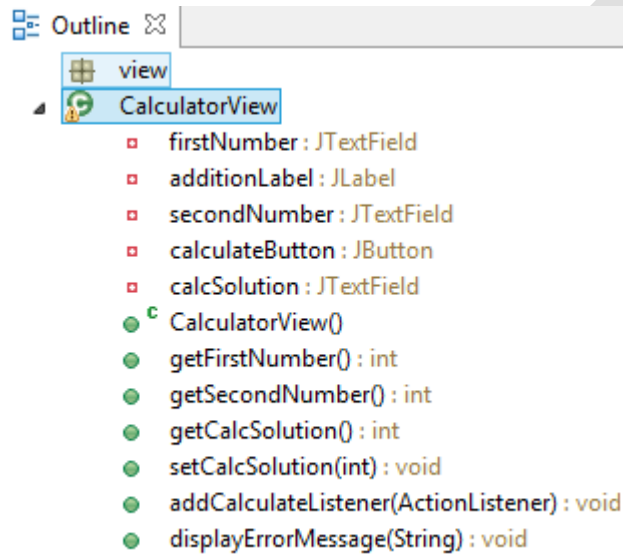 Outline
view
CalculatorView
firstNumber : JTextField
additionLabel : JLabel
secondNumber : JTextField
calculateButton : JButton
calcSolution : JTextField
C CalculatorView()
getFirstNumber() : int
getSecondNumber() : int
getCalcSolution() : int
setCalcSolution(int) : void
addCalculateListener(ActionListener) : void
displayErrorMessage(String) : void